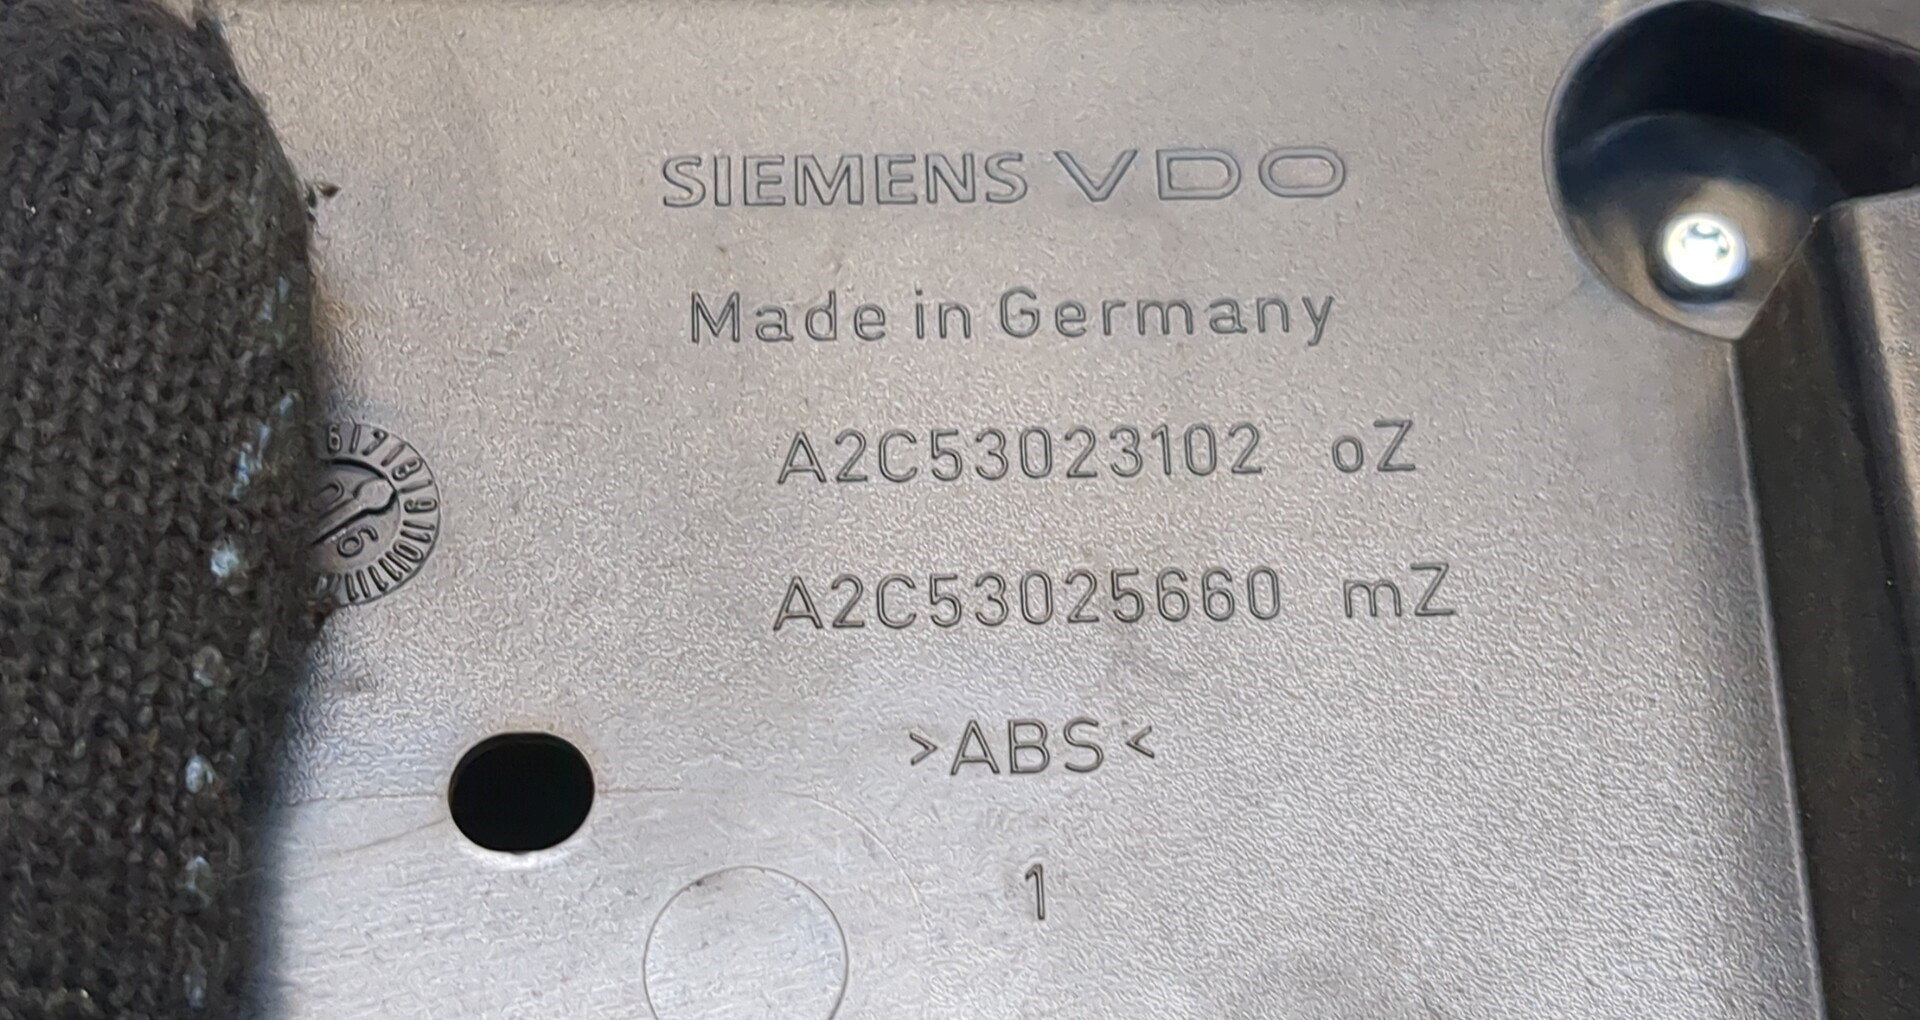 SIEMENS VDO
Made in Germany
A2C53023102 oZ
A2C53025660 mZ
>ABS<
1